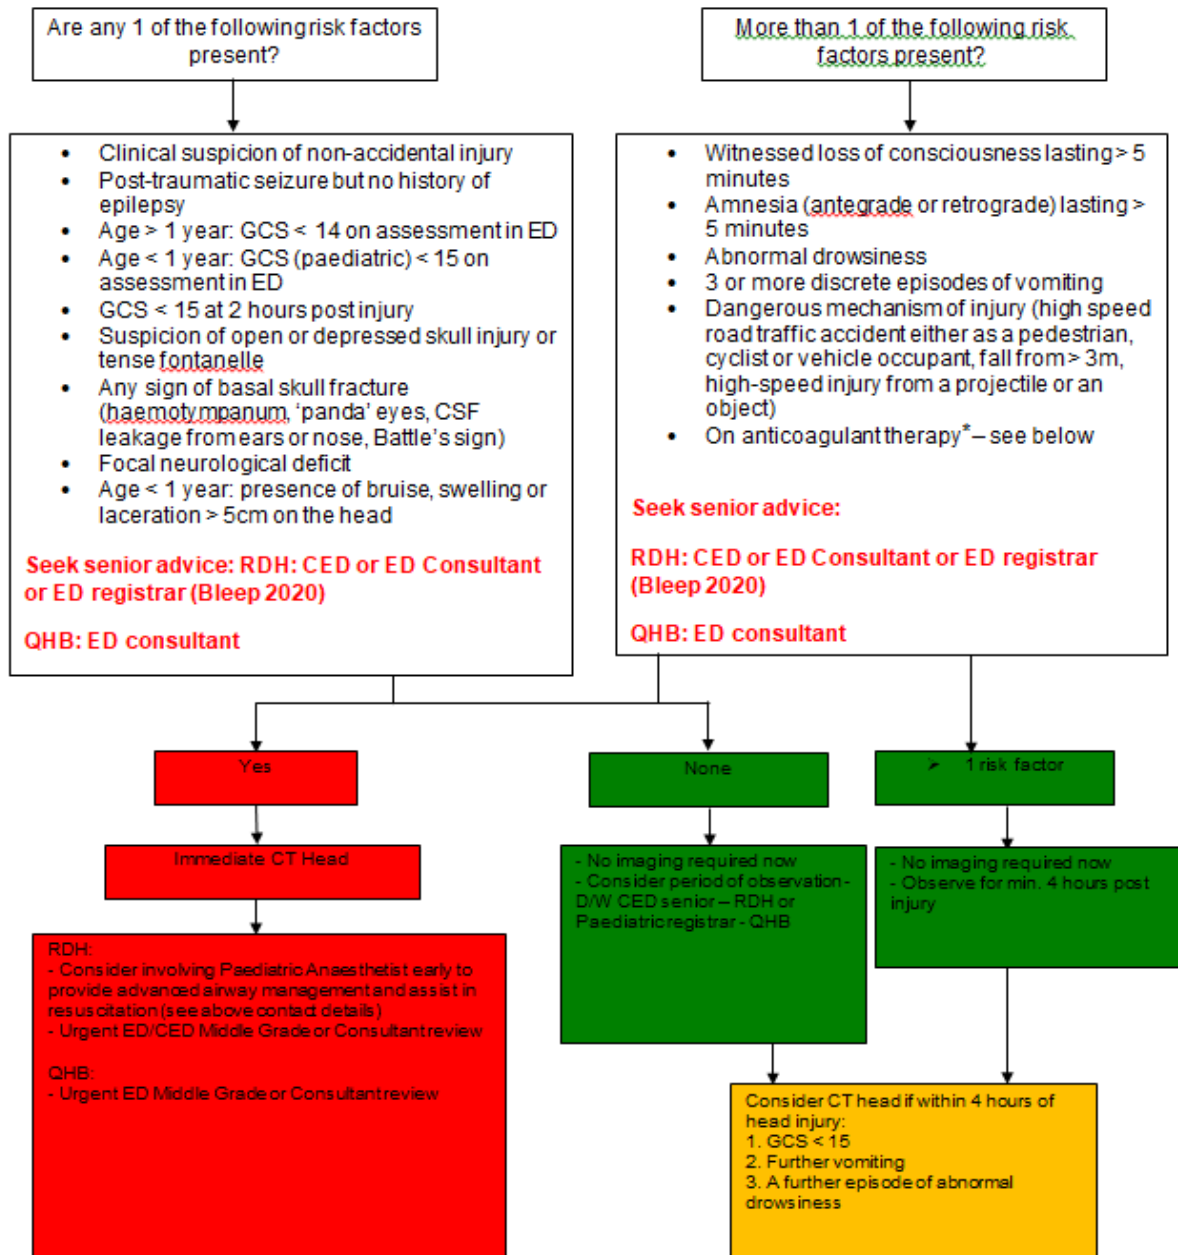 Are any 1 of the following risk factors
present?
More than 1 of the following risk
factors present?
• Clinical suspicion of non-accidental injury
• Post-traumatic seizure but no history of
epilepsy
• Age > 1 year: GCS < 14 on assessment in ED
• Age < 1 year: GCS (paediatric) < 15 on
assessment in ED
• GCS < 15 at 2 hours post injury
• Suspicion of open or depressed skull injury or
tense fontanelle
• Any sign of basal skull fracture
(haemotympanum, ‘panda’ eyes, CSF
leakage from ears or nose, Battle’s sign)
• Focal neurological deficit
• Age < 1 year: presence of bruise, swelling or
laceration > 5cm on the head
Seek senior advice: RDH: CED or ED Consultant
or ED registrar (Bleep 2020)
QHB: ED consultant
• Witnessed loss of consciousness lasting > 5
minutes
• Amnesia (antegrade or retrograde) lasting >
5 minutes
• Abnormal drowsiness
• 3 or more discrete episodes of vomiting
• Dangerous mechanism of injury (high speed
road traffic accident either as a pedestrian,
cyclist or vehicle occupant, fall from > 3m,
high-speed injury from a projectile or an
object)
• On anticoagulant therapy* – see below
Seek senior advice:
RDH: CED or ED Consultant or ED registrar
(Bleep 2020)
QHB: ED consultant
Yes
None
➢ 1 risk factor
Immediate CT Head
- No imaging required now
- Consider period of observation-
D/W CED senior – RDH or
Paediatric registrar - QHB
- No imaging required now
- Observe for min. 4 hours post
injury
RDH:
- Consider involving Paediatric Anaesthetist early to
provide advanced airway management and assist in
resuscitation (see above contact details)
- Urgent ED/CED Middle Grade or Consultant review
QHB:
- Urgent ED Middle Grade or Consultant review
Consider CT head if within 4 hours of
head injury:
1. GCS < 15
2. Further vomiting
3. A further episode of abnormal
drowsiness